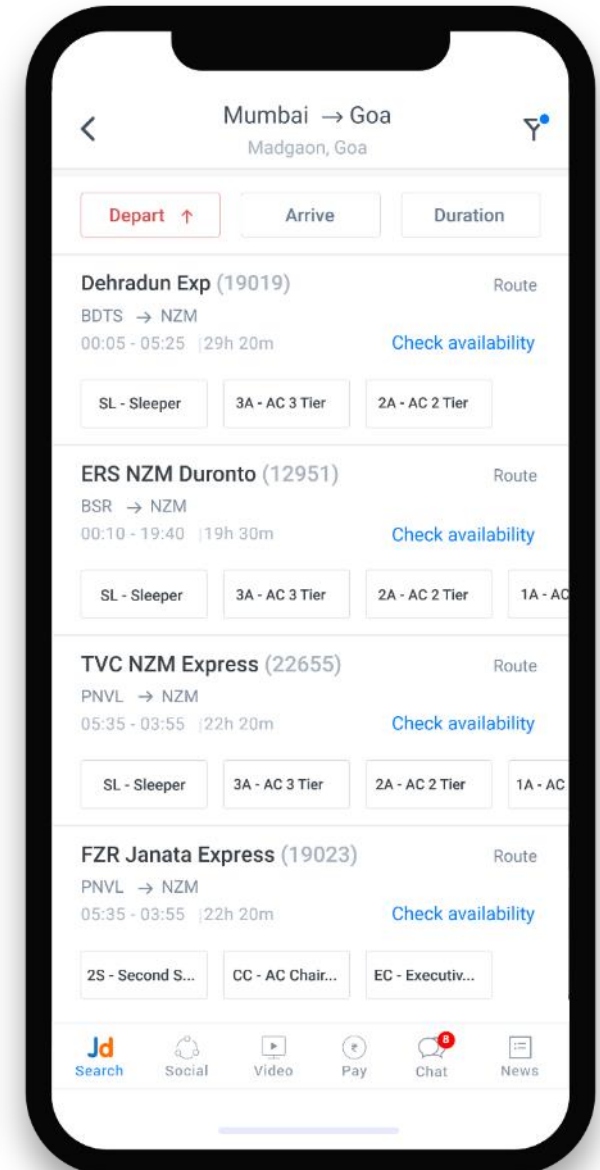 Mumbai → Goa
Madgaon, Goa
Depart ↑ Arrive Duration
Dehradun Exp (19019) Route
BDTS → NZM
00:05 - 05:25 | 29h 20m Check availability
SL - Sleeper 3A - AC 3 Tier 2A - AC 2 Tier
ERS NZM Duronto (12951) Route
BSR → NZM
00:10 - 19:40 | 19h 30m Check availability
SL - Sleeper 3A - AC 3 Tier 2A - AC 2 Tier 1A - AC
TVC NZM Express (22655) Route
PNVL → NZM
05:35 - 03:55 | 22h 20m Check availability
SL - Sleeper 3A - AC 3 Tier 2A - AC 2 Tier 1A - AC
FZR Janata Express (19023) Route
PNVL → NZM
05:35 - 03:55 | 22h 20m Check availability
2S - Second S... CC - AC Chair... EC - Executiv...
Jd ₹ 8
Search Social Video Pay Chat News